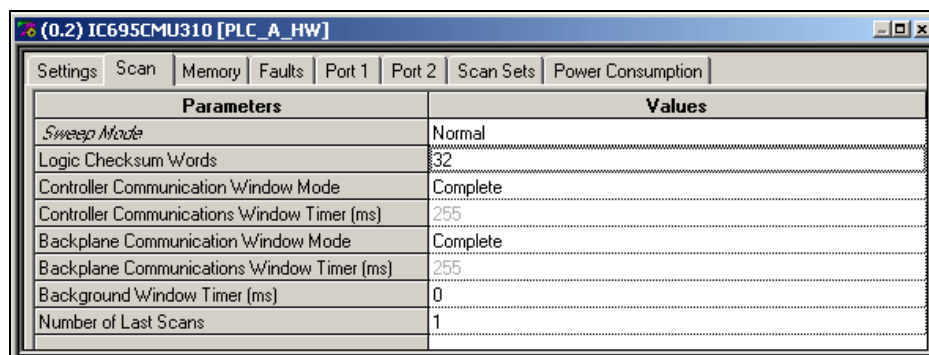 (0.2) IC695CMU310 [PLC_A_HW]
Settings Scan Memory Faults Port 1 Port 2 Scan Sets Power Consumption
Parameters Values
Sweep Mode Normal
Logic Checksum Words 32
Controller Communication Window Mode Complete
Controller Communications Window Timer (ms) 255
Backplane Communication Window Mode Complete
Backplane Communications Window Timer (ms) 255
Background Window Timer (ms) 0
Number of Last Scans 1